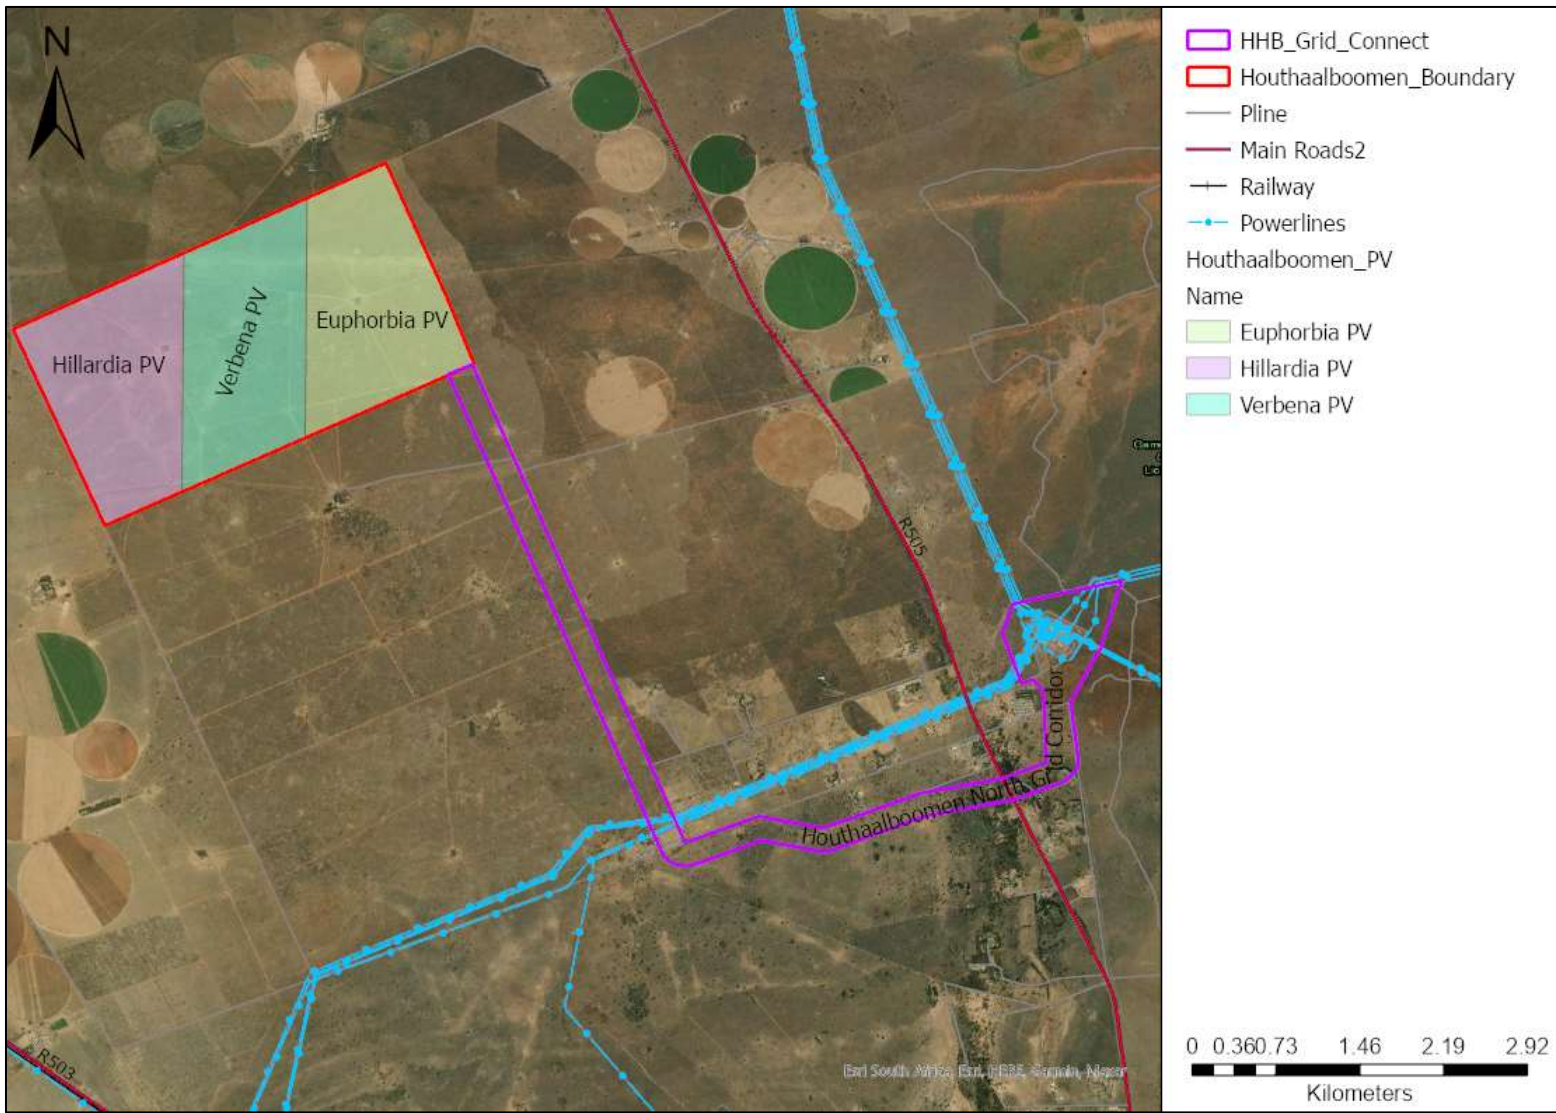 N
Hillardia PV
Verbena PV
Euphorbia PV
R505
Houthaalboomen North Grid Corridor
R503
Esri South Africa, Esri, HERE, Garmin,
HHB_Grid_Connect
Houthaalboomen_Boundary
Pline
Main Roads2
Railway
Powerlines
Houthaalboomen_PV
Name
Euphorbia PV
Hillardia PV
Verbena PV
0 0.360.73 1.46 2.19 2.92
Kilometers